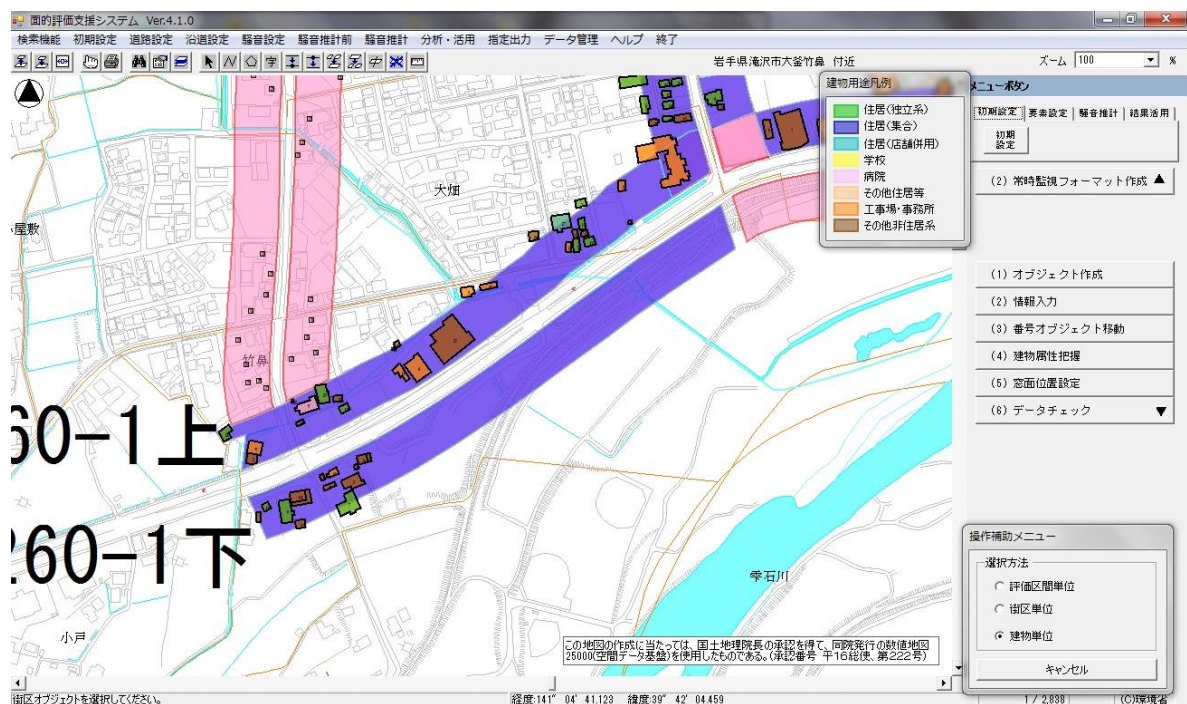 面的評価支援システム Ver.4.1.0
検索機能 初期設定 道路設定 沿道設定 騒音設定 騒音推計前 騒音推計 分析・活用 指定出力 データ管理 ヘルプ 終了
岩手県滝沢市大釜竹鼻 付近
ズーム 100 %
建物用途凡例
住居(独立系)
住居(集合)
住居(店舗併用)
学校
病院
その他住居等
工事場・事務所
その他非住居系
メニューボタン
初期設定 要素設定 騒音推計 結果活用
初期
設定
(2) 常時監視フォーマット作成 ▲
(1) オブジェクト作成
(2) 情報入力
(3) 番号オブジェクト移動
(4) 建物属性把握
(5) 窓面位置設定
(6) データチェック ▼
大畑
屋敷
竹鼻
60-1上
260-1下
小戸
雫石川
この地図の作成に当たっては、国土地理院長の承認を得て、同院発行の数値地図
25000(空間データ基盤)を使用したものである。(承認番号 平16総使、第222号)
操作補助メニュー
選択方法
評価区間単位
街区単位
建物単位
キャンセル
街区オブジェクトを選択してください。
経度:141° 04' 41.123 緯度:39° 42' 04.459
1 / 2,838
(C)環境省